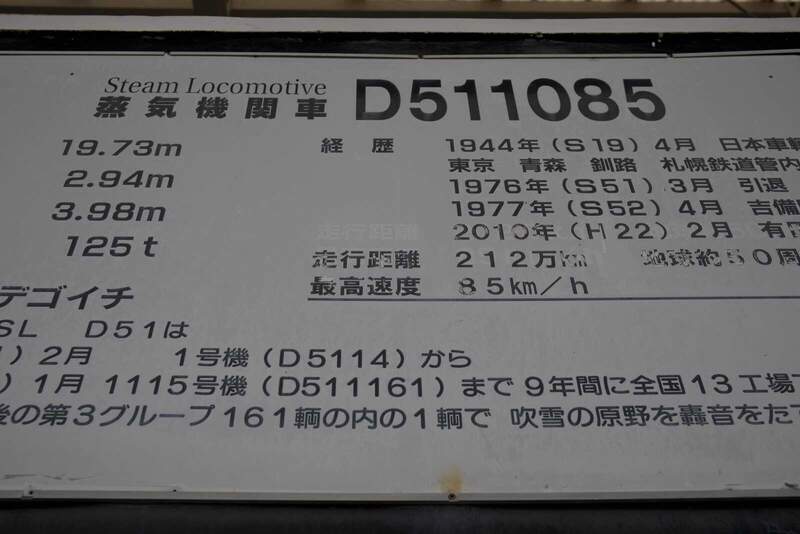 Steam Locomotive
蒸気機関車 D511085
19.73m
2.94m
3.98m
125t
経歴 1944年(S19)4月 日本車輌
東京 青森 釧路 札幌鉄道管内
1976年(S51)3月 引退
1977年(S52)4月 吉備
走行距離 2010年(H22)2月 有
走行距離 212万km 地球約50周
最高速度 85km/h
デゴイチ
SL D51は
)2月 1号機(D5114)から
)1月 1115号機(D511161)まで9年間に全国13工場
後の第3グループ161輌の内の1輌で 吹雪の原野を轟音をたて